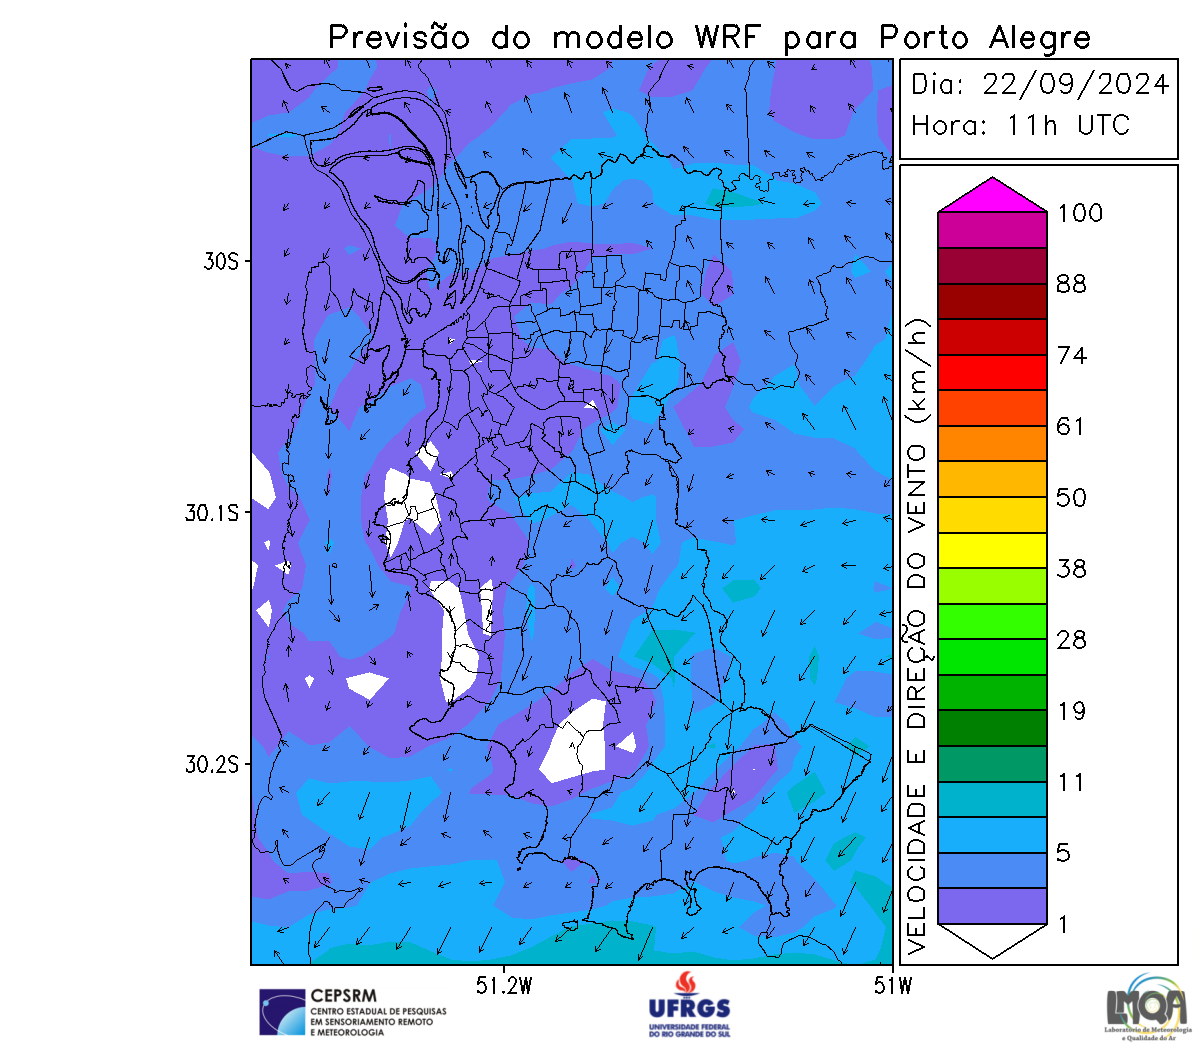 Previsão do modelo WRF para Porto Alegre
Dia: 22/09/2024
Hora: 11h UTC
30S
30.1S
30.2S
51.2W
51W
VELOCIDADE E DIREÇÃO DO VENTO (km/h)
100
88
74
61
50
38
28
19
11
5
1
CEPSRM
CENTRO ESTADUAL DE PESQUISAS
EM SENSORIAMENTO REMOTO
E METEOROLOGIA
UFRGS
UNIVERSIDADE FEDERAL
DO RIO GRANDE DO SUL
LMQA
Laboratório de Meteorologia
e Qualidade do Ar